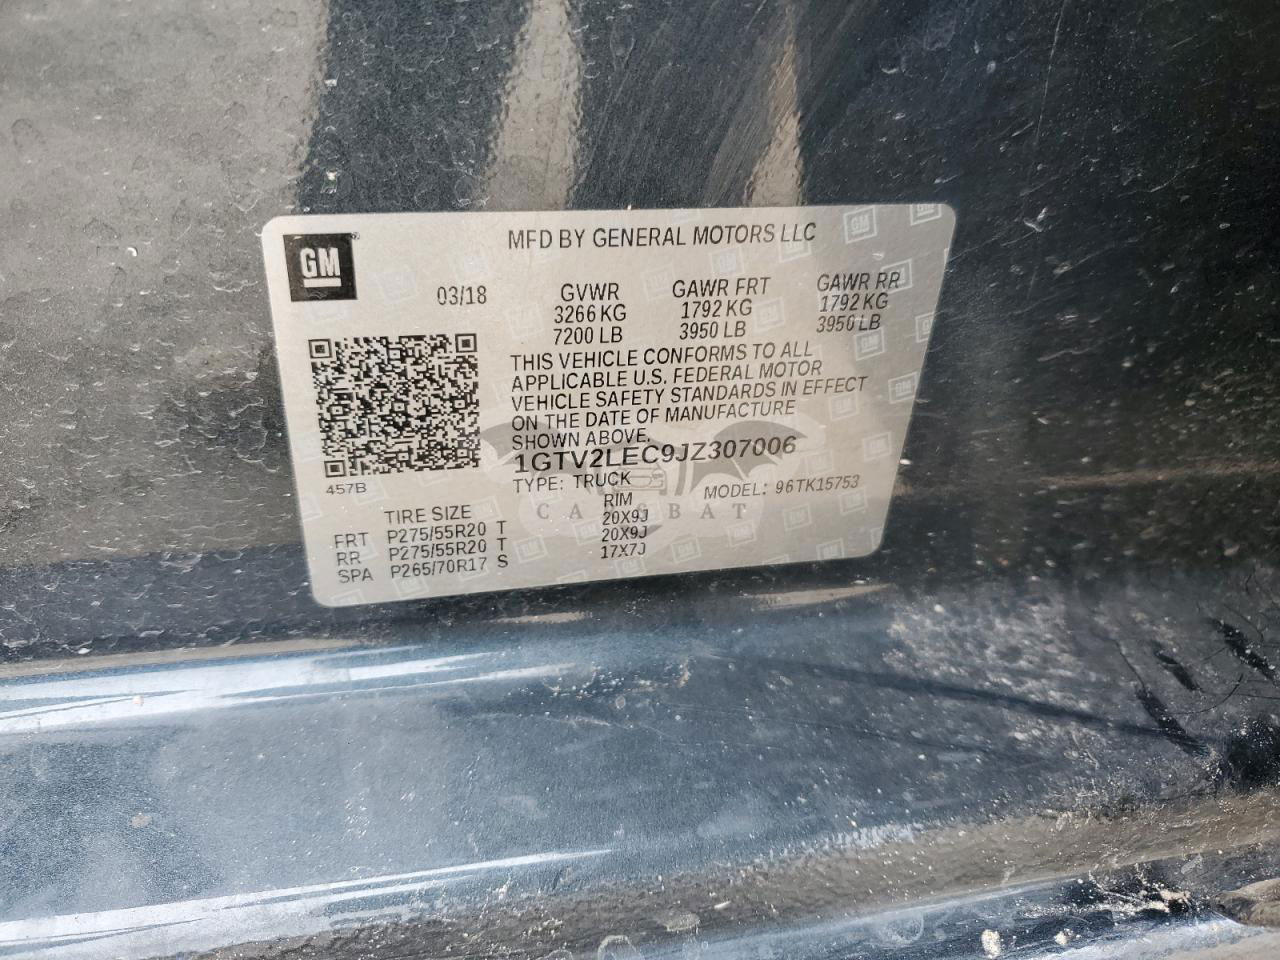 GM
MFD BY GENERAL MOTORS LLC
03/18 GVWR GAWR FRT GAWR RR
3266 KG 1792 KG 1792 KG
7200 LB 3950 LB 3950 LB
THIS VEHICLE CONFORMS TO ALL
APPLICABLE U.S. FEDERAL MOTOR
VEHICLE SAFETY STANDARDS IN EFFECT
ON THE DATE OF MANUFACTURE
SHOWN ABOVE.
1GTV2LEC9JZ307006
457B
TYPE: TRUCK MODEL: 96TK15753
CARSBAT
TIRE SIZE RIM
FRT P275/55R20 T 20X9J
RR P275/55R20 T 20X9J
SPA P265/70R17 S 17X7J